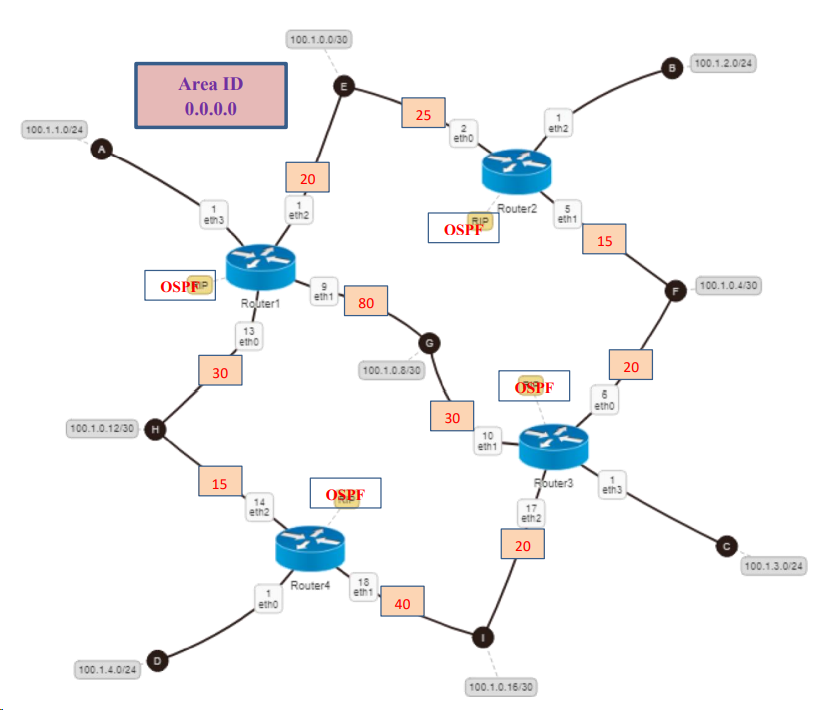 100.1.0.0/30
B
100.1.2.0/24
Area ID
0.0.0.0
E
25
2
eth0
1
eth2
100.1.1.0/24
A
20
Router2
5
eth1
1
eth3
1
eth2
RIP
OSPF
15
OSPF
Router1
9
eth1
80
F
100.1.0.4/30
13
eth0
G
30
100.1.0.8/30
OSPF
20
6
eth0
H
100.1.0.12/30
30
10
eth1
Router3
1
eth3
15
14
eth2
OSPF
17
eth2
20
C
100.1.3.0/24
Router4
18
eth1
1
eth0
40
I
D
100.1.4.0/24
100.1.0.16/30